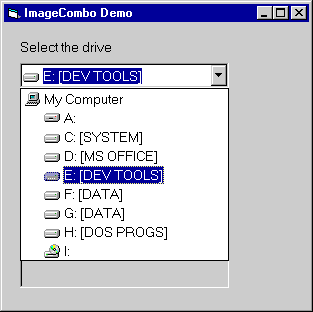 ImageCombo Demo
Select the drive
E: [DEV TOOLS]
My Computer
A:
C: [SYSTEM]
D: [MS OFFICE]
E: [DEV TOOLS]
F: [DATA]
G: [DATA]
H: [DOS PROGS]
I: